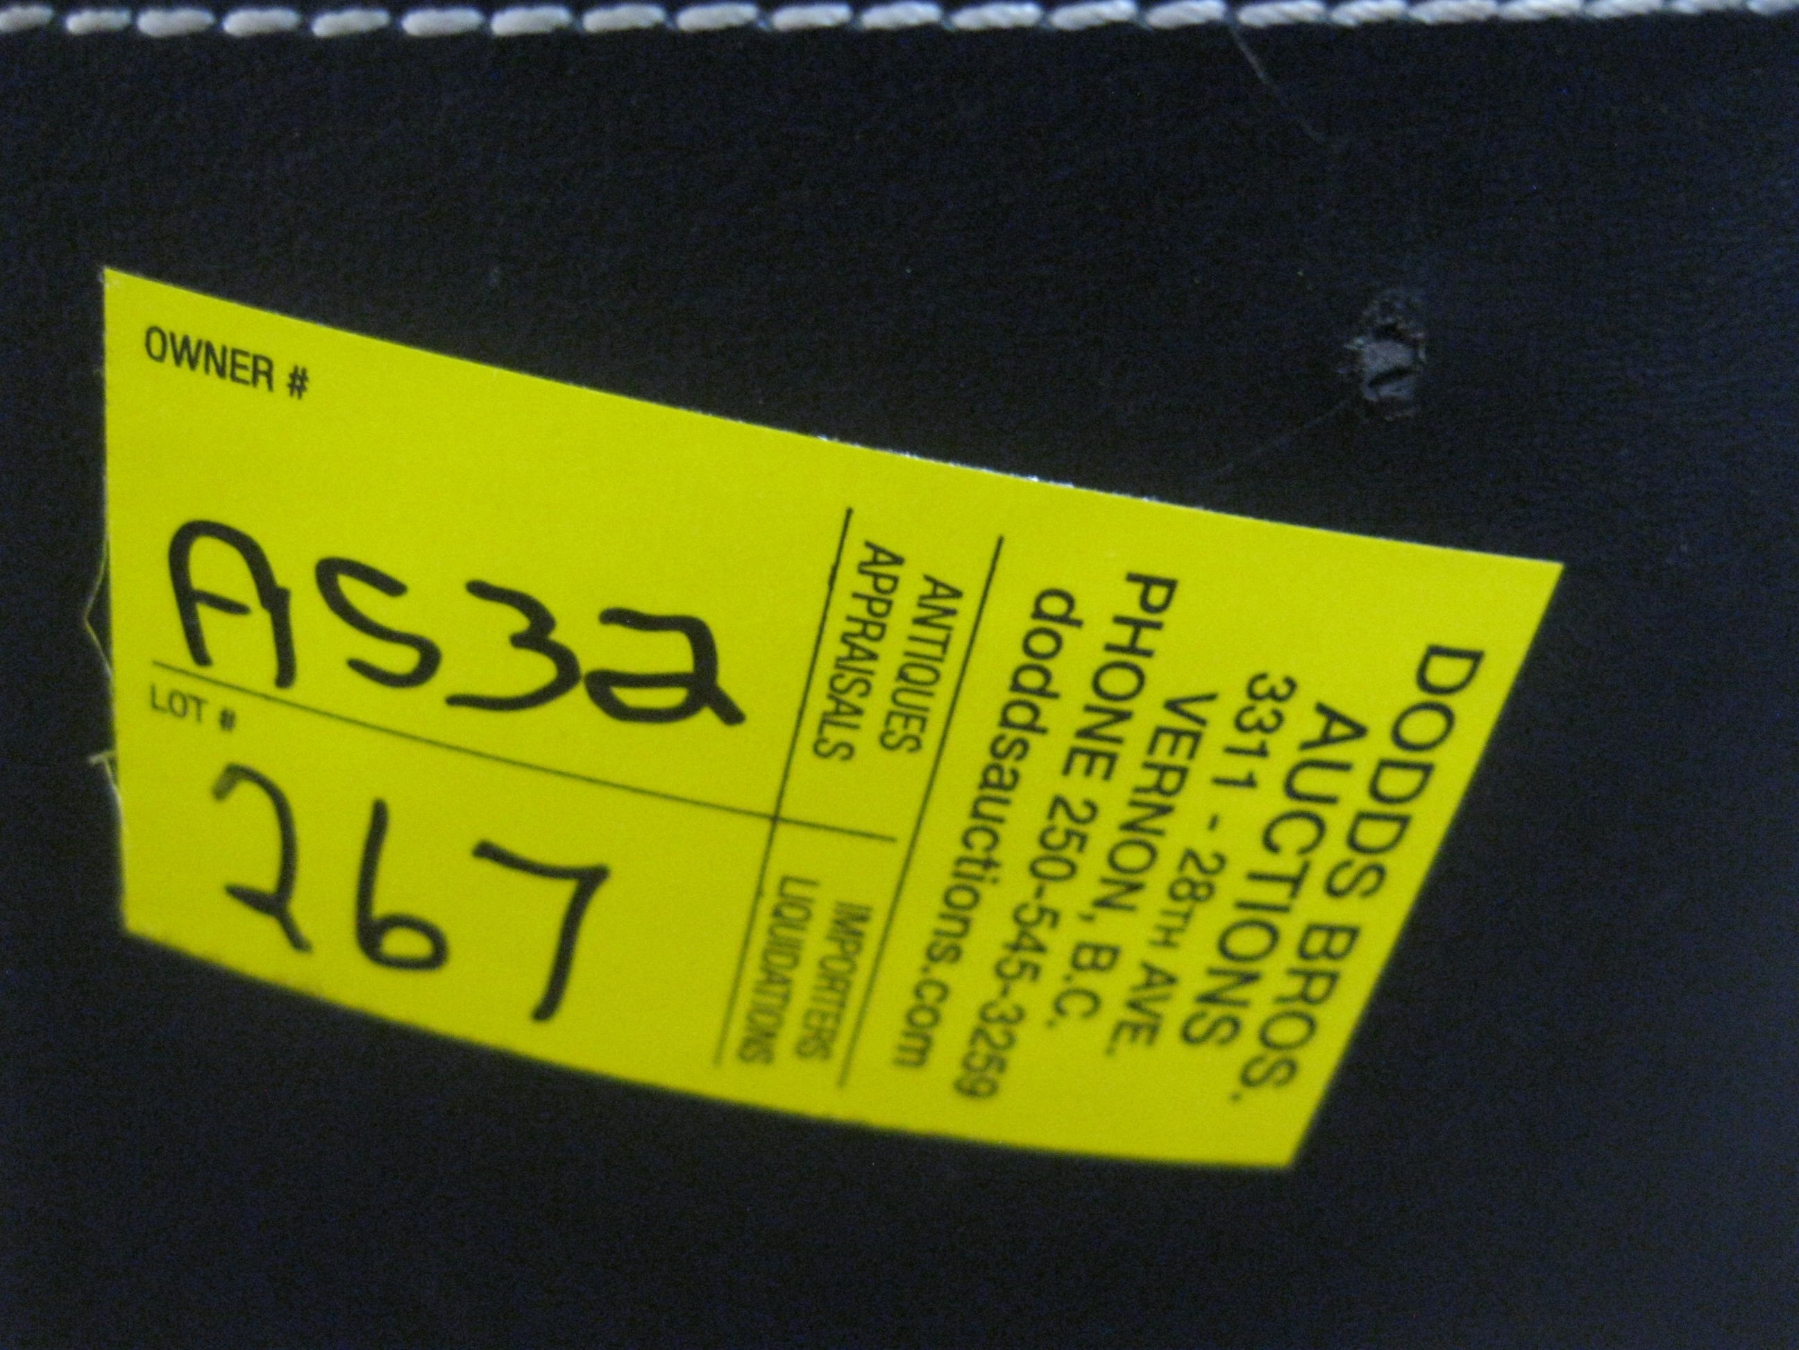 DODDS BROS.
AUCTIONS
3311 - 28TH AVE.
VERNON, B.C.
PHONE 250-545-3259
doddsauctions.com
ANTIQUES
APPRAISALS
IMPORTERS
LIQUIDATIONS
OWNER #
AS32
LOT #
267